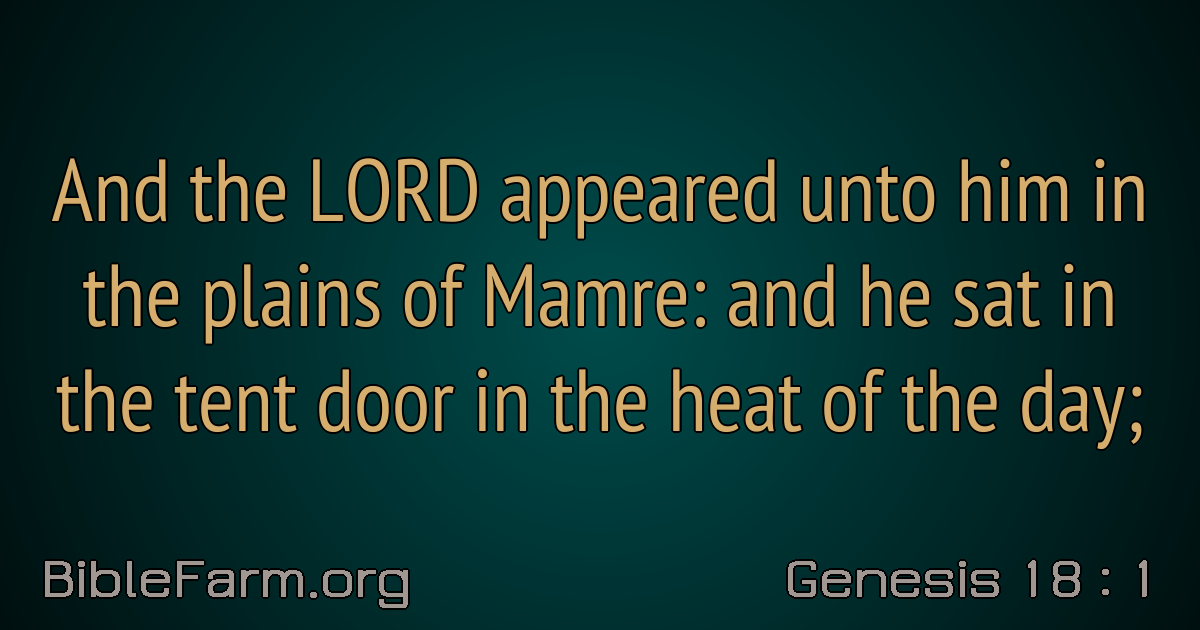 And the LORD appeared unto him in
the plains of Mamre: and he sat in
the tent door in the heat of the day;
BibleFarm.org
Genesis 18 : 1